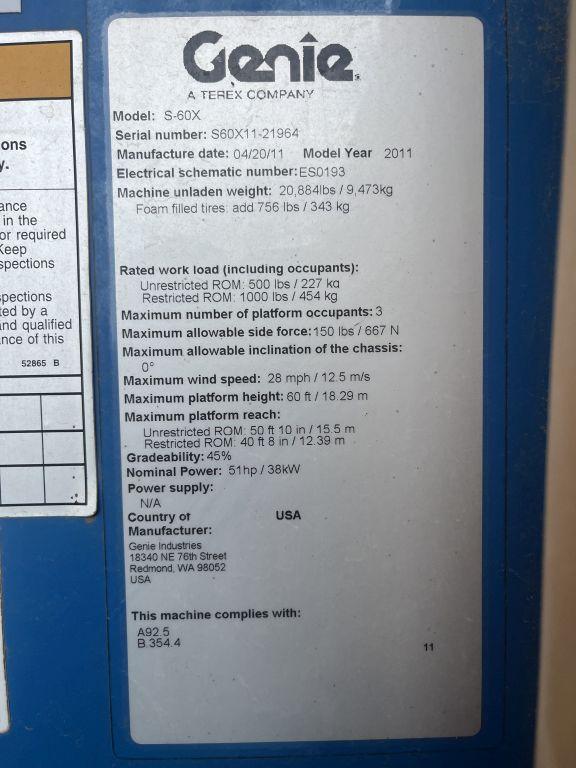 ons
y.
ance
in the
or required
Keep
spections
spections
ted by a
and qualified
nce of this
52865 B
Genie
A TEREX COMPANY
Model: S-60X
Serial number: S60X11-21964
Manufacture date: 04/20/11 Model Year 2011
Electrical schematic number: ES0193
Machine unladen weight: 20,884lbs / 9,473kg
Foam filled tires: add 756 lbs / 343 kg
Rated work load (including occupants):
Unrestricted ROM: 500 lbs / 227 kg
Restricted ROM: 1000 lbs / 454 kg
Maximum number of platform occupants: 3
Maximum allowable side force: 150 lbs / 667 N
Maximum allowable inclination of the chassis:
0°
Maximum wind speed: 28 mph / 12.5 m/s
Maximum platform height: 60 ft / 18.29 m
Maximum platform reach:
Unrestricted ROM: 50 ft 10 in / 15.5 m
Restricted ROM: 40 ft 8 in / 12.39 m
Gradeability: 45%
Nominal Power: 51hp / 38kW
Power supply:
N/A
Country of USA
Manufacturer:
Genie Industries
18340 NE 76th Street
Redmond, WA 98052
USA
This machine complies with:
A92.5
B 354.4
11